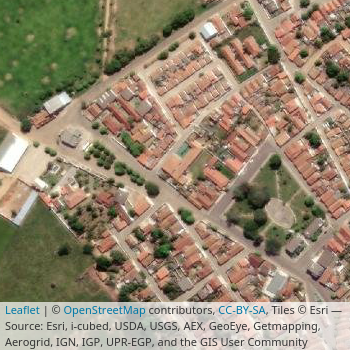 Leaflet | © OpenStreetMap contributors, CC-BY-SA, Tiles © Esri —
Source: Esri, i-cubed, USDA, USGS, AEX, GeoEye, Getmapping,
Aerogrid, IGN, IGP, UPR-EGP, and the GIS User Community